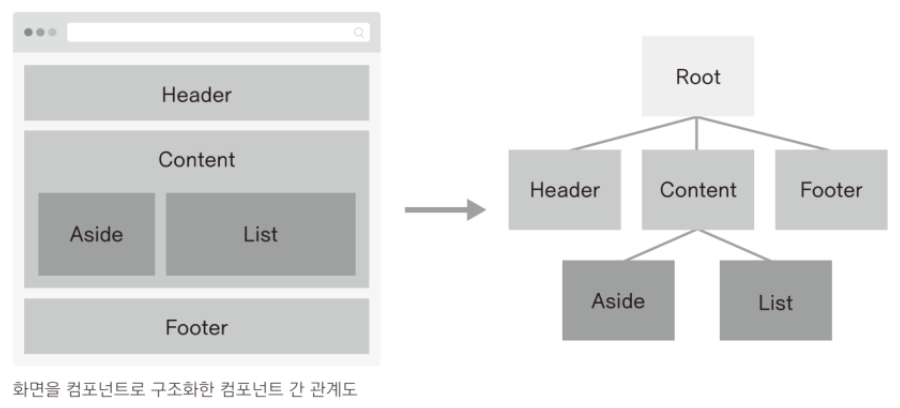 Header
Content
Aside List
Footer
Root
Header Content Footer
Aside List
화면을 컴포넌트로 구조화한 컴포넌트 간 관계도